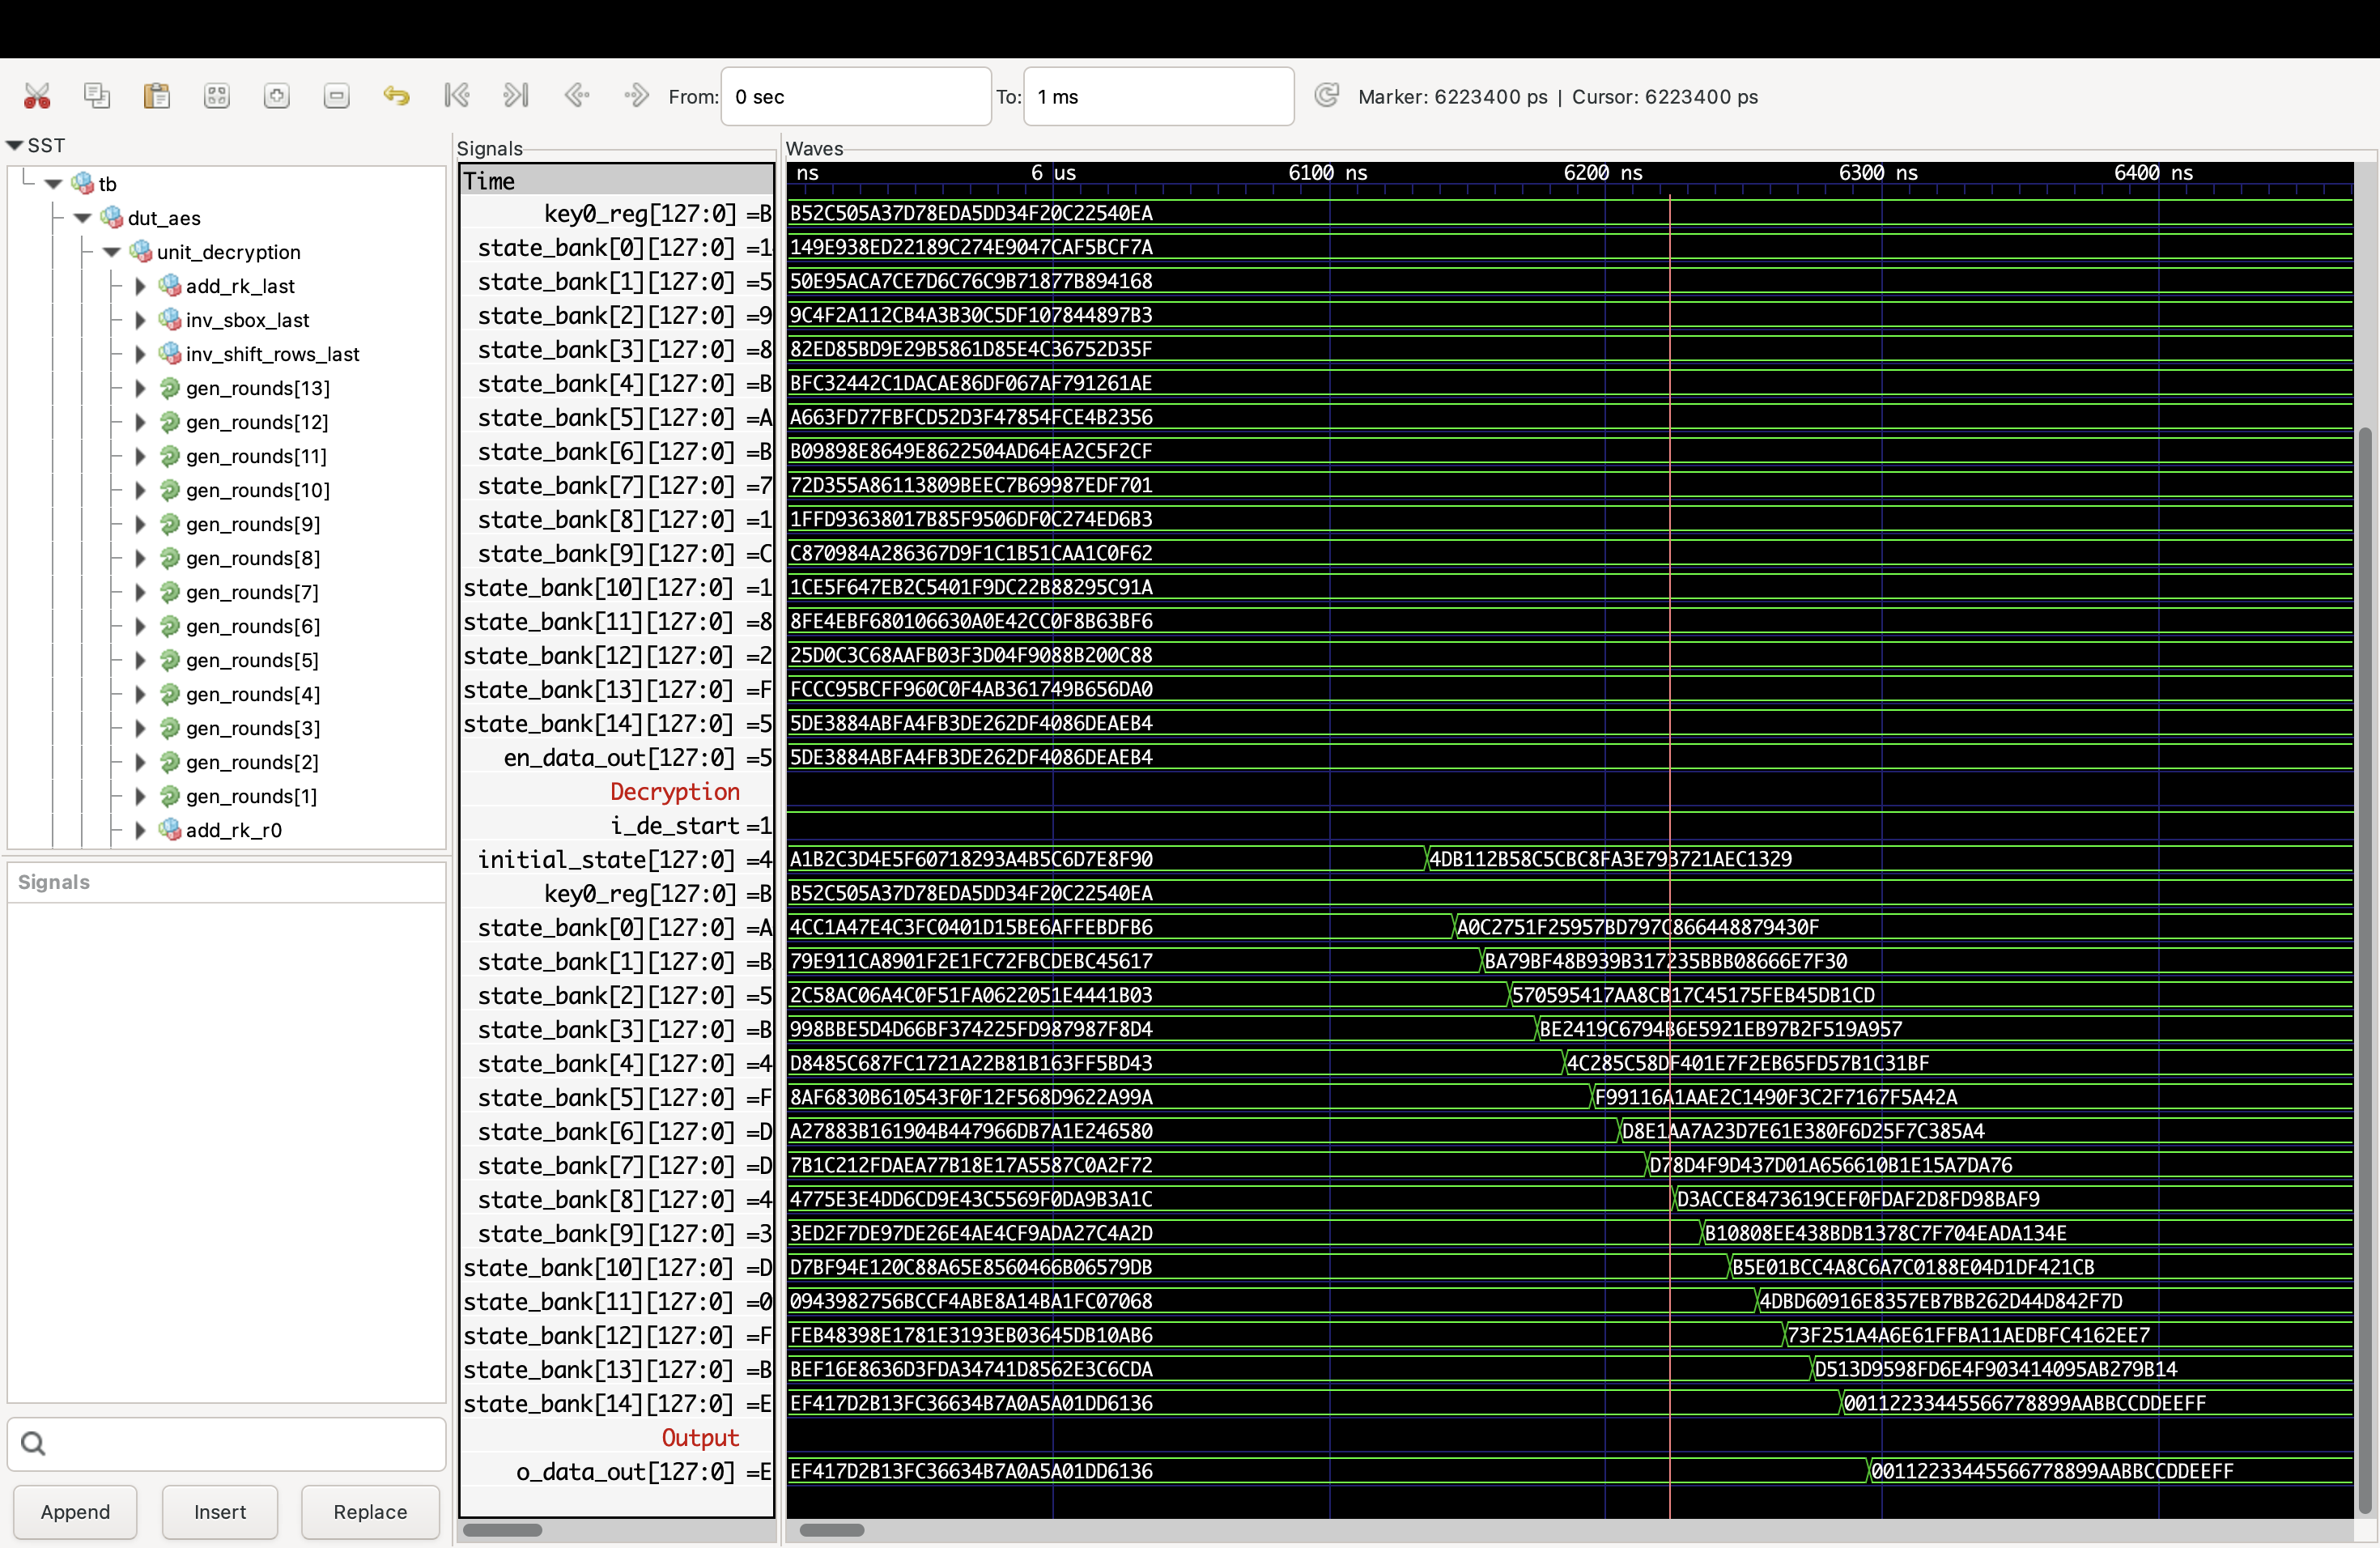 From: 0 sec To: 1 ms Marker: 6223400 ps | Cursor: 6223400 ps
SST
tb
dut_aes
unit_decryption
add_rk_last
inv_sbox_last
inv_shift_rows_last
gen_rounds[13]
gen_rounds[12]
gen_rounds[11]
gen_rounds[10]
gen_rounds[9]
gen_rounds[8]
gen_rounds[7]
gen_rounds[6]
gen_rounds[5]
gen_rounds[4]
gen_rounds[3]
gen_rounds[2]
gen_rounds[1]
add_rk_r0
Signals
Append Insert Replace
Signals
Waves
Time ns 6 us 6100 ns 6200 ns 6300 ns 6400 ns
key0_reg[127:0] =B B52C505A37D78EDA5DD34F20C22540EA
state_bank[0][127:0] =1 149E938ED22189C274E9047CAF5BCF7A
state_bank[1][127:0] =5 50E95ACA7CE7D6C76C9B71877B894168
state_bank[2][127:0] =9 9C4F2A112CB4A3B30C5DF107844897B3
state_bank[3][127:0] =8 82ED85BD9E29B5861D85E4C36752D35F
state_bank[4][127:0] =B BFC32442C1DACAE86DF067AF791261AE
state_bank[5][127:0] =A A663FD77FBFCD52D3F47854FCE4B2356
state_bank[6][127:0] =B B09898E8649E8622504AD64EA2C5F2CF
state_bank[7][127:0] =7 72D355A86113809BEEC7B69987EDF701
state_bank[8][127:0] =1 1FFD93638017B85F9506DF0C274ED6B3
state_bank[9][127:0] =C C870984A286367D9F1C1B51CAA1C0F62
state_bank[10][127:0] =1 1CE5F647EB2C5401F9DC22B88295C91A
state_bank[11][127:0] =8 8FE4EBF680106630A0E42CC0F8B63BF6
state_bank[12][127:0] =2 25D0C3C68AAFB03F3D04F9088B200C88
state_bank[13][127:0] =F FCCC95BCFF960C0F4AB361749B656DA0
state_bank[14][127:0] =5 5DE3884ABFA4FB3DE262DF4086DEAEB4
en_data_out[127:0] =5 5DE3884ABFA4FB3DE262DF4086DEAEB4
Decryption
i_de_start =1
initial_state[127:0] =4 A1B2C3D4E5F60718293A4B5C6D7E8F90 4DB112B58C5CBC8FA3E793721AEC1329
key0_reg[127:0] =B B52C505A37D78EDA5DD34F20C22540EA
state_bank[0][127:0] =A 4CC1A47E4C3FC0401D15BE6AFFEBDFB6 A0C2751F25957BD797C866448879430F
state_bank[1][127:0] =B 79E911CA8901F2E1FC72FBCDEBC45617 BA79BF48B939B317235BBB08666E7F30
state_bank[2][127:0] =5 2C58AC06A4C0F51FA0622051E4441B03 570595417AA8CB17C45175FEB45DB1CD
state_bank[3][127:0] =B 998BBE5D4D66BF374225FD987987F8D4 BE2419C6794B6E5921EB97B2F519A957
state_bank[4][127:0] =4 D8485C687FC1721A22B81B163FF5BD43 4C285C58DF401E7F2EB65FD57B1C31BF
state_bank[5][127:0] =F 8AF6830B610543F0F12F568D9622A99A F99116A1AAE2C1490F3C2F7167F5A42A
state_bank[6][127:0] =D A27883B161904B447966DB7A1E246580 D8E1AA7A23D7E61E380F6D25F7C385A4
state_bank[7][127:0] =D 7B1C212FDAEA77B18E17A5587C0A2F72 D78D4F9D437D01A656610B1E15A7DA76
state_bank[8][127:0] =4 4775E3E4DD6CD9E43C5569F0DA9B3A1C D3ACCE8473619CEF0FDAF2D8FD98BAF9
state_bank[9][127:0] =3 3ED2F7DE97DE26E4AE4CF9ADA27C4A2D B10808EE438BDB1378C7F704EADA134E
state_bank[10][127:0] =D D7BF94E120C88A65E8560466B06579DB B5E01BCC4A8C6A7C0188E04D1DF421CB
state_bank[11][127:0] =0 0943982756BCCF4ABE8A14BA1FC07068 4DBD60916E8357EB7BB262D44D842F7D
state_bank[12][127:0] =F FEB48398E1781E3193EB03645DB10AB6 73F251A4A6E61FFBA11AEDBFC4162EE7
state_bank[13][127:0] =B BEF16E8636D3FDA34741D8562E3C6CDA D513D9598FD6E4F903414095AB279B14
state_bank[14][127:0] =E EF417D2B13FC36634B7A0A5A01DD6136 00112233445566778899AABBCCDDEEFF
Output
o_data_out[127:0] =E EF417D2B13FC36634B7A0A5A01DD6136 00112233445566778899AABBCCDDEEFF